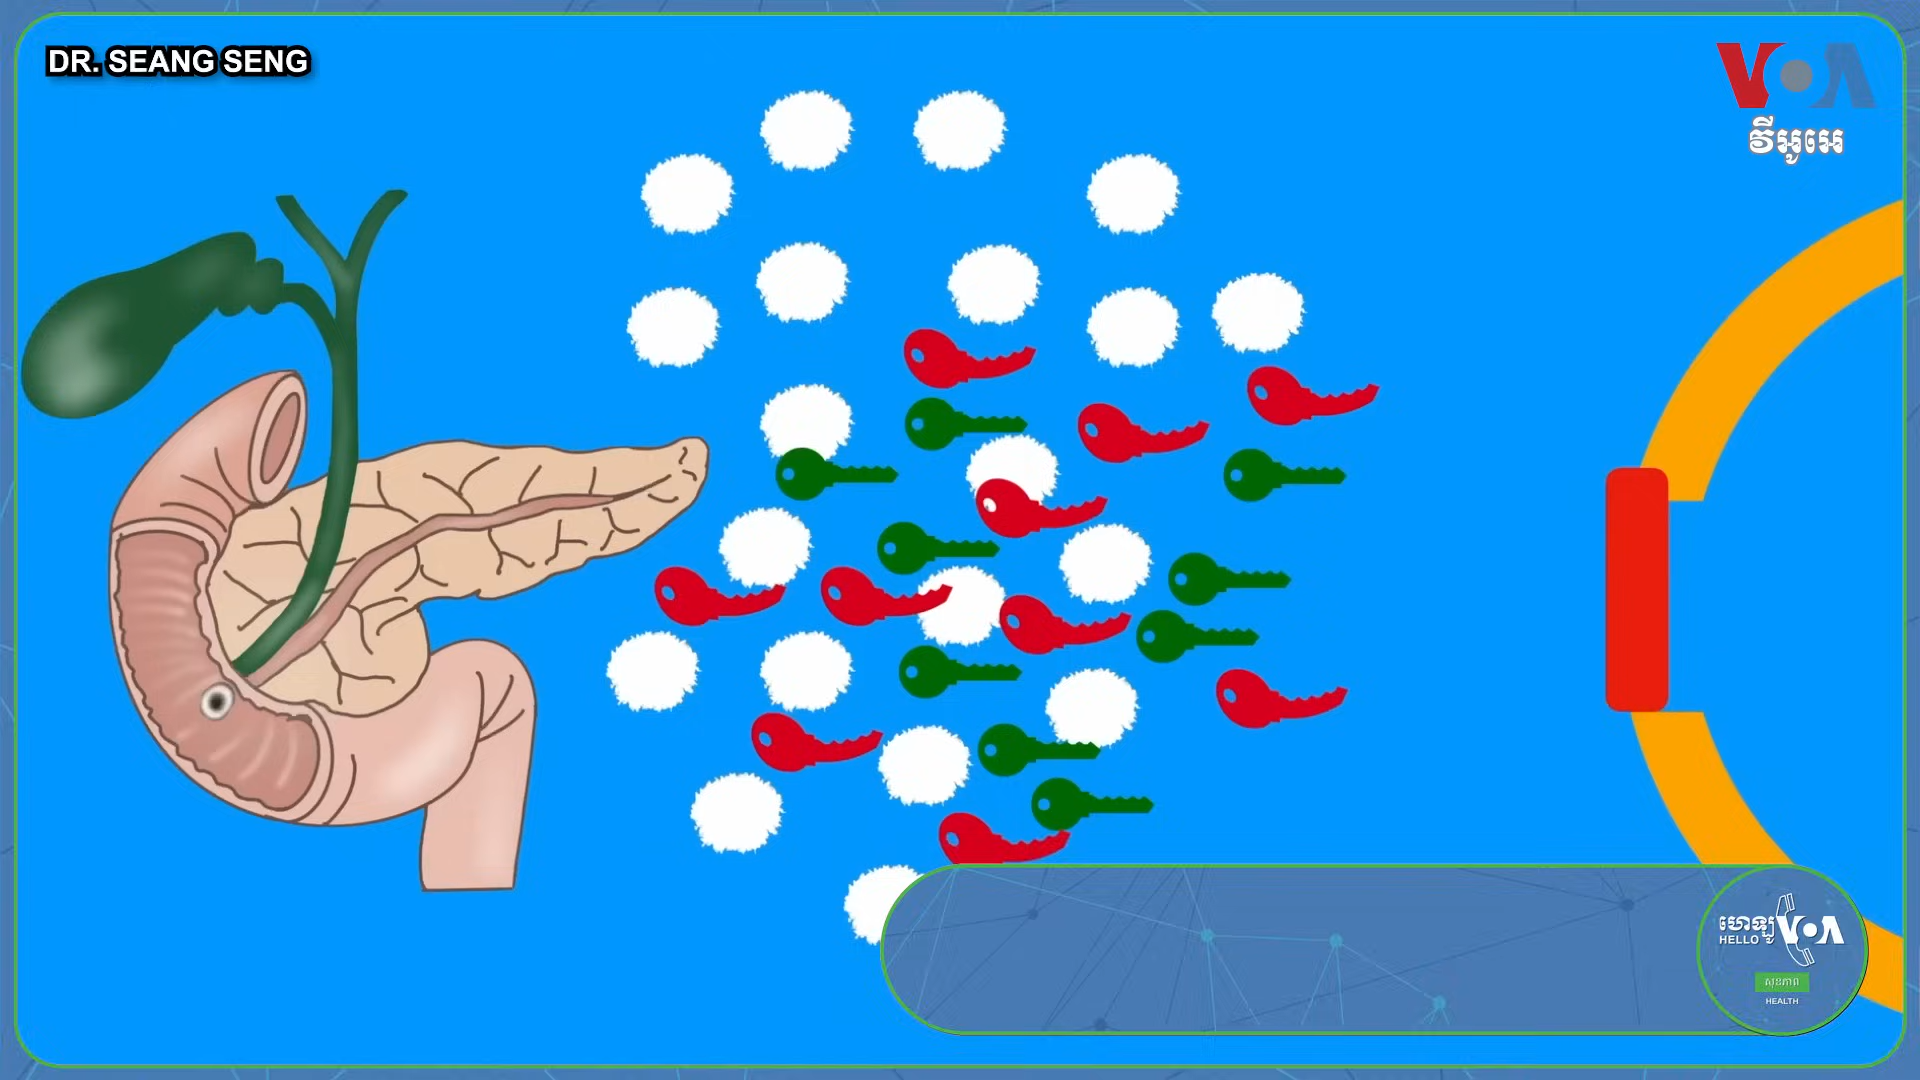 DR. SEANG SENG
VOA
វីអូអេ
ហេឡូ VOA
HELLO
សុខភាព
HEALTH